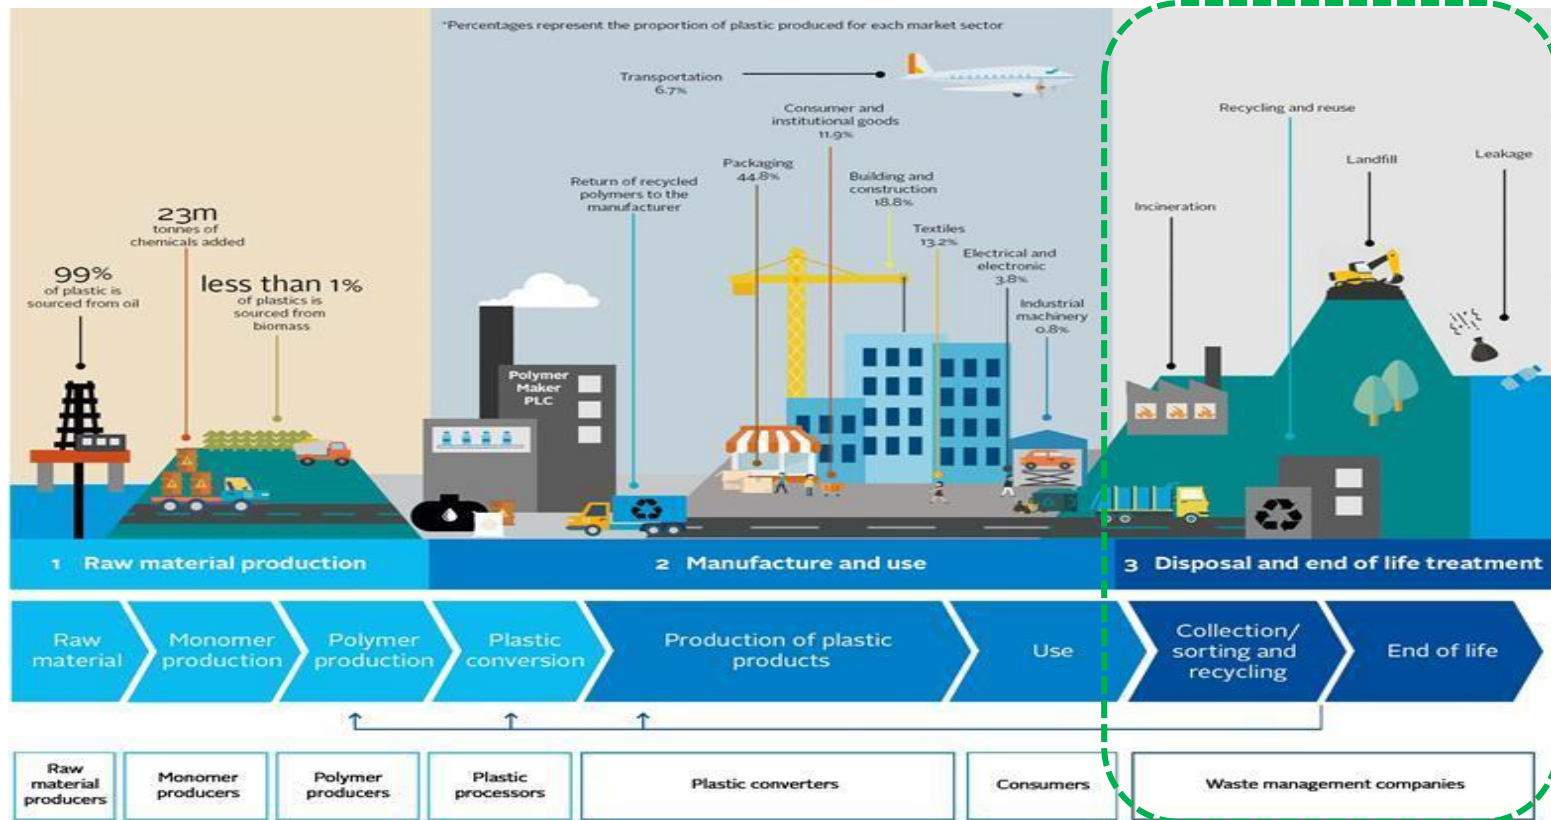 *Percentages represent the proportion of plastic produced for each market sector
Transportation
6.7%
Consumer and
institutional goods
11.9%
Packaging
44.8%
Building and
construction
18.8%
Return of recycled
polymers to the
manufacturer
Textiles
13.2%
Electrical and
electronic
3.8%
Industrial
machinery
0.8%
23m
tonnes of
chemicals added
99%
of plastic is
sourced from oil
less than 1%
of plastics is
sourced from
biomass
Polymer
Maker
PLC
Recycling and reuse
Landfill
Leakage
Incineration
1 Raw material production
2 Manufacture and use
3 Disposal and end of life treatment
Raw
material
Monomer
production
Polymer
production
Plastic
conversion
Production of plastic
products
Use
Collection/
sorting and
recycling
End of life
Raw
material
producers
Monomer
producers
Polymer
producers
Plastic
processors
Plastic converters
Consumers
Waste management companies